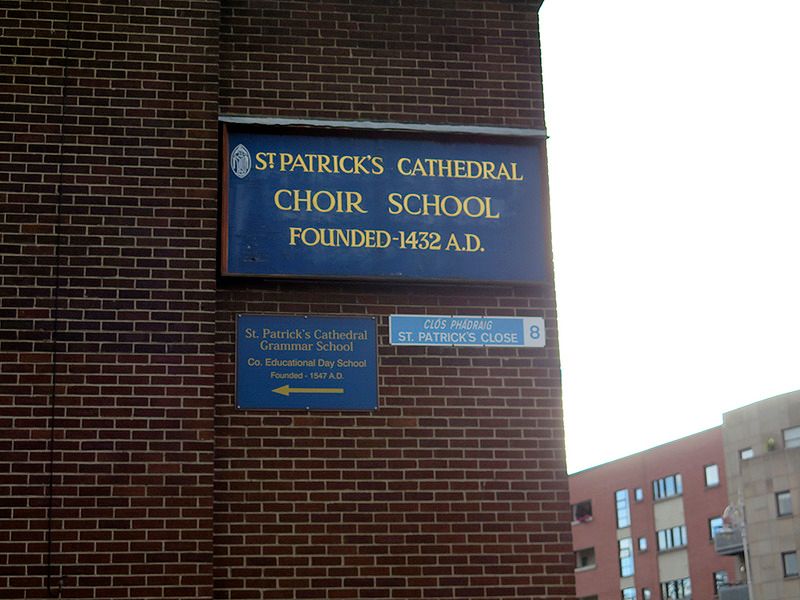 ST. PATRICK'S CATHEDRAL
CHOIR SCHOOL
FOUNDED-1432 A.D.
St. Patrick's Cathedral
Grammar School
Co. Educational Day School
Founded - 1547 A.D.
CLÓS PHÁDRAIG
ST. PATRICK'S CLOSE 8